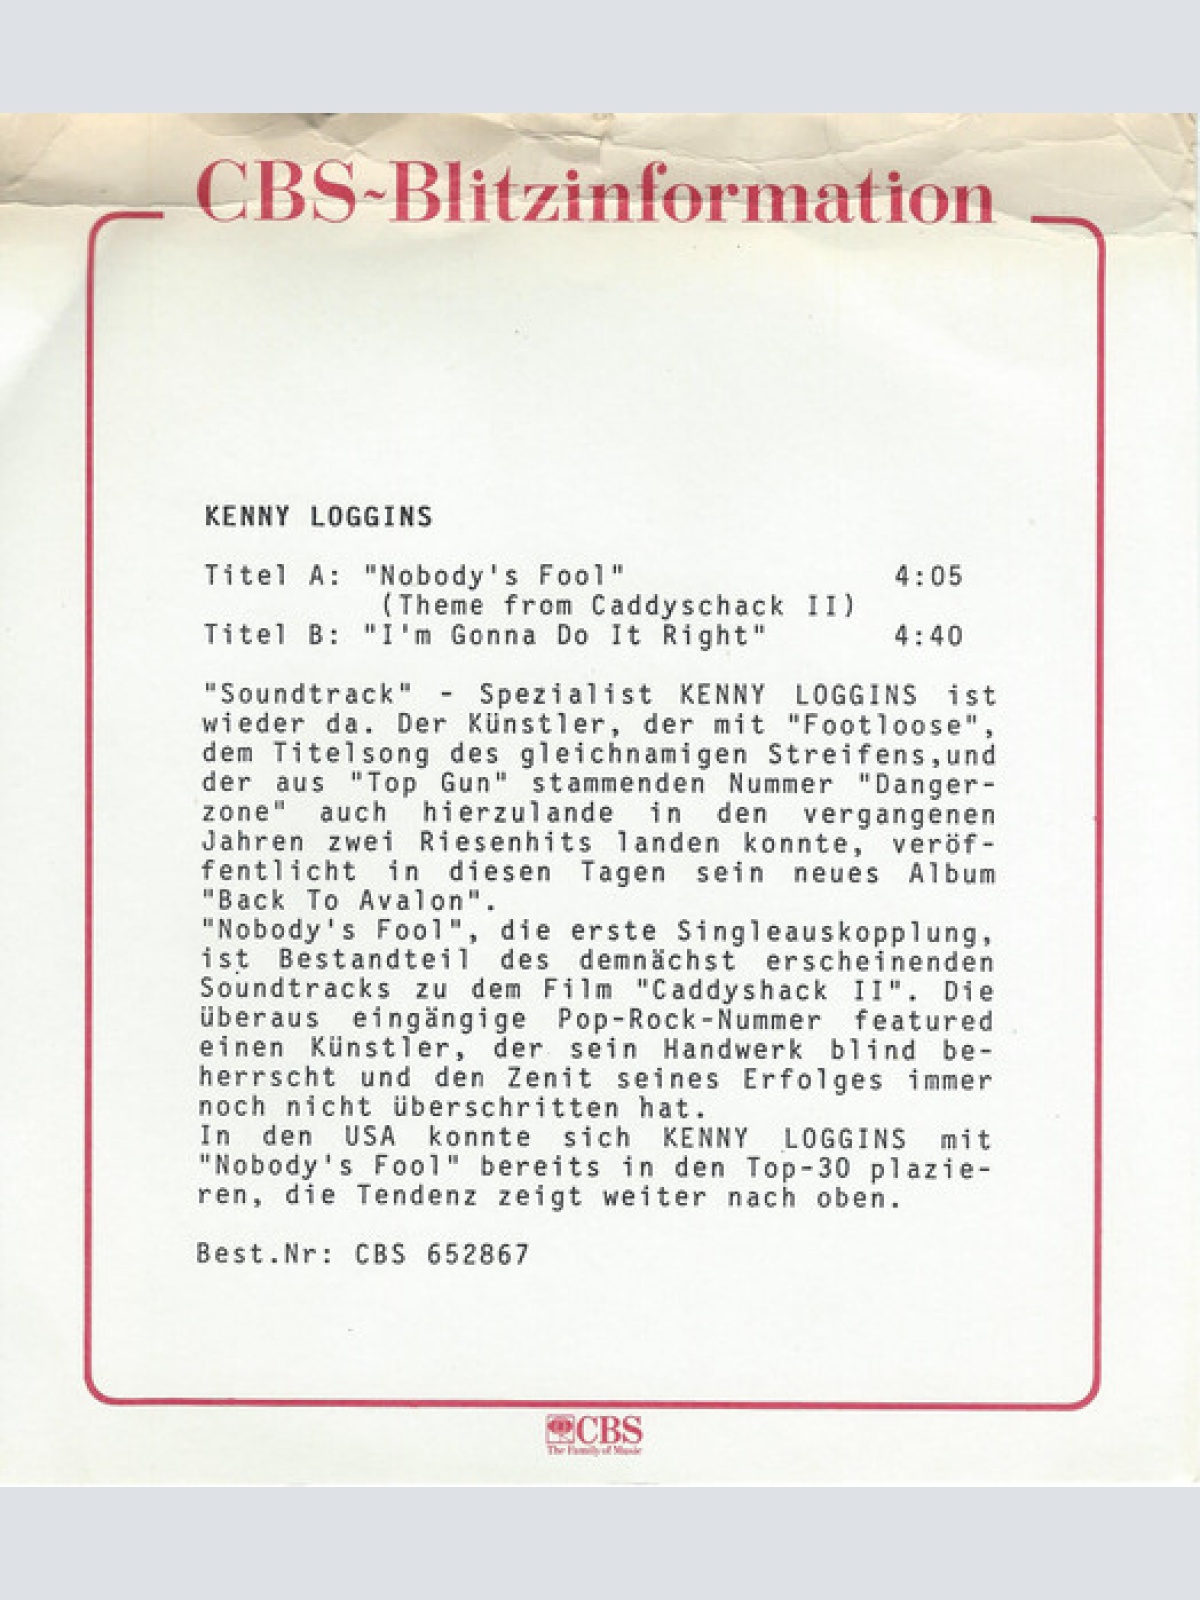 CBS~Blitzinformation
KENNY LOGGINS
Titel A: "Nobody's Fool" 4:05
(Theme from Caddyschack II)
Titel B: "I'm Gonna Do It Right" 4:40
"Soundtrack" - Spezialist KENNY LOGGINS ist
wieder da. Der Künstler, der mit "Footloose",
dem Titelsong des gleichnamigen Streifens,und
der aus "Top Gun" stammenden Nummer "Danger-
zone" auch hierzulande in den vergangenen
Jahren zwei Riesenhits landen konnte, veröf-
fentlicht in diesen Tagen sein neues Album
"Back To Avalon".
"Nobody's Fool", die erste Singleauskopplung,
ist Bestandteil des demnächst erscheinenden
Soundtracks zu dem Film "Caddyshack II". Die
überaus eingängige Pop-Rock-Nummer featured
einen Künstler, der sein Handwerk blind be-
herrscht und den Zenit seines Erfolges immer
noch nicht überschritten hat.
In den USA konnte sich KENNY LOGGINS mit
"Nobody's Fool" bereits in den Top-30 plazie-
ren, die Tendenz zeigt weiter nach oben.
Best.Nr: CBS 652867
CBS
The Family of Music